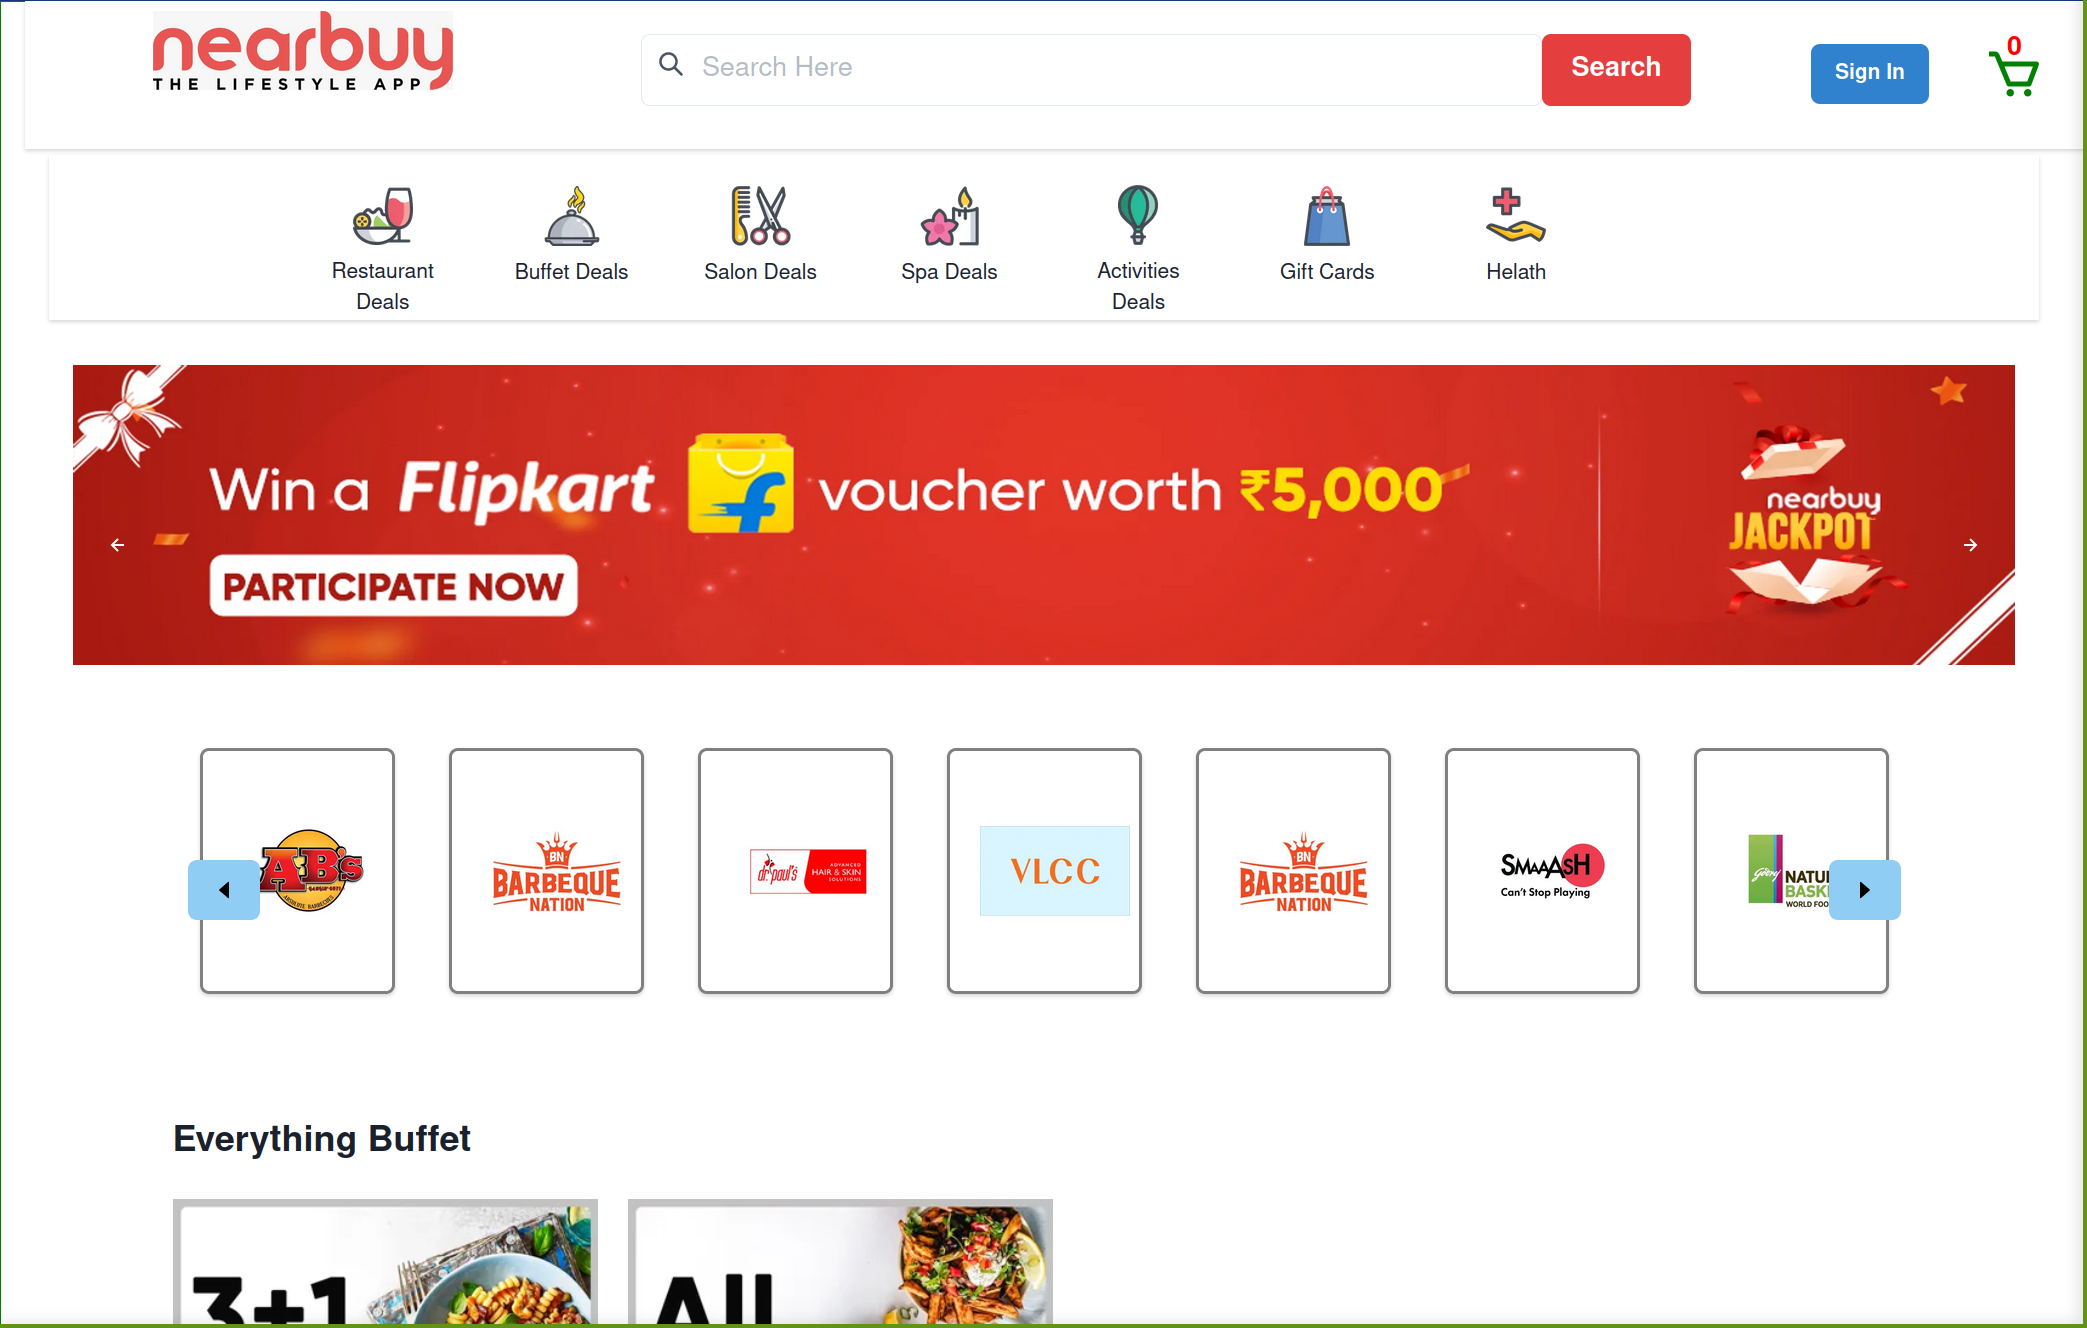 nearbuy
THE LIFESTYLE APP
Search Here
Search
Sign In
0
Restaurant Deals
Buffet Deals
Salon Deals
Spa Deals
Activities Deals
Gift Cards
Helath
Win a Flipkart f voucher worth ₹5,000
PARTICIPATE NOW
nearbuy
JACKPOT
AB's
ABSOLUTE BARBECUES
BN
BARBEQUE
NATION
dr.paul's
ADVANCED
HAIR & SKIN
SOLUTIONS
VLCC
BN
BARBEQUE
NATION
SMAAASH
Can't Stop Playing
Godrej
NATU
BASK
WORLD FOO
Everything Buffet
3+1
All